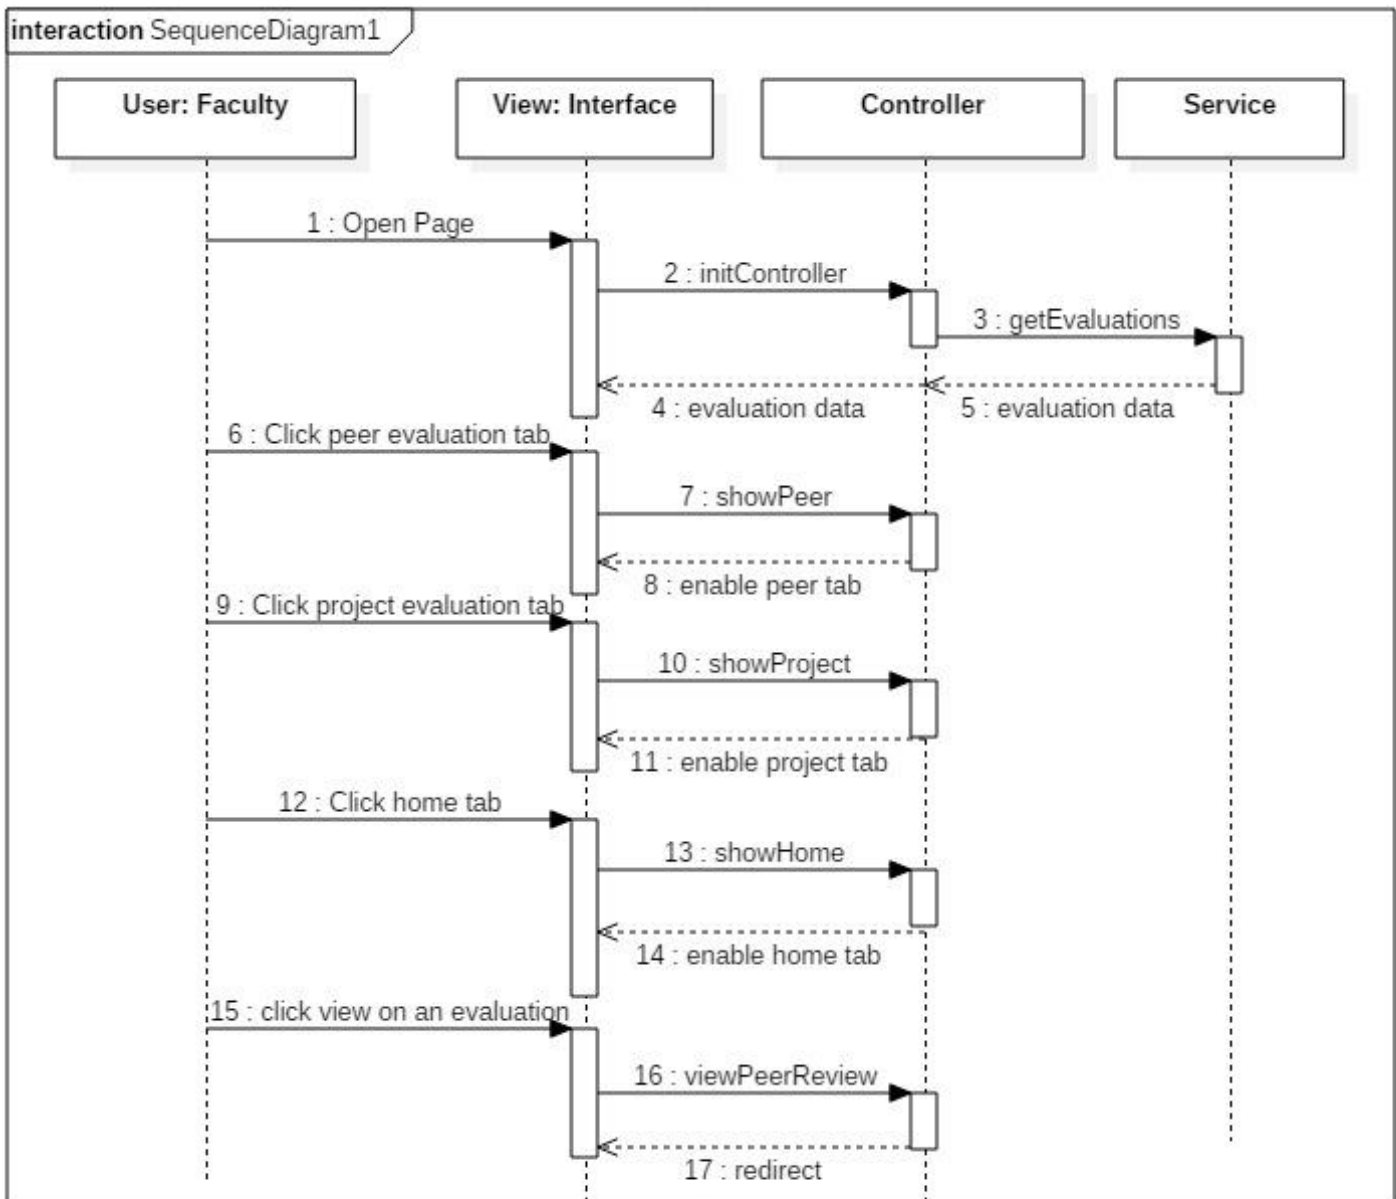 interaction SequenceDiagram1
User: Faculty
View: Interface
Controller
Service
1 : Open Page
2 : initController
3 : getEvaluations
4 : evaluation data
5 : evaluation data
6 : Click peer evaluation tab
7 : showPeer
8 : enable peer tab
9 : Click project evaluation tab
10 : showProject
11 : enable project tab
12 : Click home tab
13 : showHome
14 : enable home tab
15 : click view on an evaluation
16 : viewPeerReview
17 : redirect